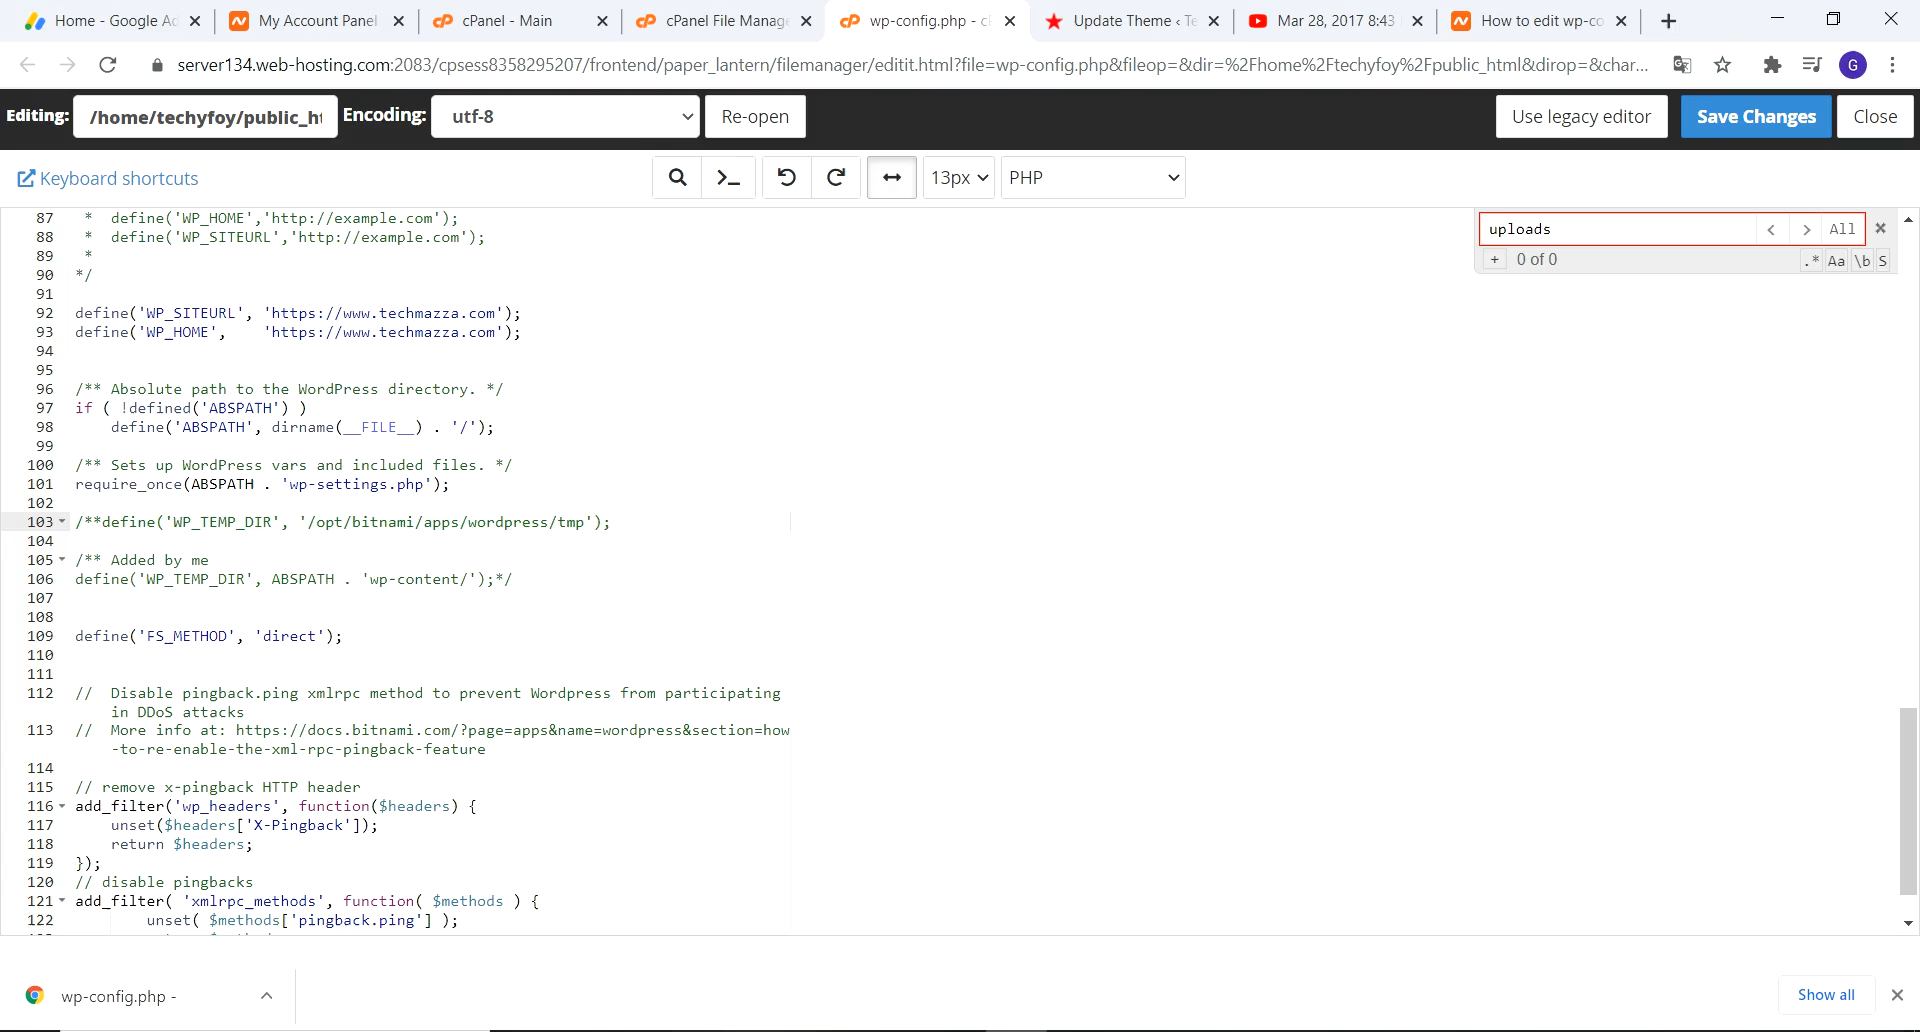 Home - Google Ad
My Account Panel
cPanel - Main
cPanel File Manage
wp-config.php - c
Update Theme ‹ Te
Mar 28, 2017 8:43
How to edit wp-co
server134.web-hosting.com:2083/cpsess8358295207/frontend/paper_lantern/filemanager/editit.html?file=wp-config.php&fileop=&dir=%2Fhome%2Ftechyfoy%2Fpublic_html&dirop=&char...
G
Editing: /home/techyfoy/public_ht Encoding: utf-8 Re-open Use legacy editor Save Changes Close
Keyboard shortcuts
13px PHP
uploads All
+ 0 of 0 .* Aa \b S
87 * define('WP_HOME','http://example.com');
88 * define('WP_SITEURL','http://example.com');
89 *
90 */
91
92 define('WP_SITEURL', 'https://www.techmazza.com');
93 define('WP_HOME', 'https://www.techmazza.com');
94
95
96 /** Absolute path to the WordPress directory. */
97 if ( !defined('ABSPATH') )
98 define('ABSPATH', dirname(__FILE__) . '/');
99
100 /** Sets up WordPress vars and included files. */
101 require_once(ABSPATH . 'wp-settings.php');
102
103 /**define('WP_TEMP_DIR', '/opt/bitnami/apps/wordpress/tmp');
104
105 /** Added by me
106 define('WP_TEMP_DIR', ABSPATH . 'wp-content/');*/
107
108
109 define('FS_METHOD', 'direct');
110
111
112 // Disable pingback.ping xmlrpc method to prevent Wordpress from participating
in DDoS attacks
113 // More info at: https://docs.bitnami.com/?page=apps&name=wordpress&section=how
-to-re-enable-the-xml-rpc-pingback-feature
114
115 // remove x-pingback HTTP header
116 add_filter('wp_headers', function($headers) {
117 unset($headers['X-Pingback']);
118 return $headers;
119 });
120 // disable pingbacks
121 add_filter( 'xmlrpc_methods', function( $methods ) {
122 unset( $methods['pingback.ping'] );
wp-config.php -
Show all